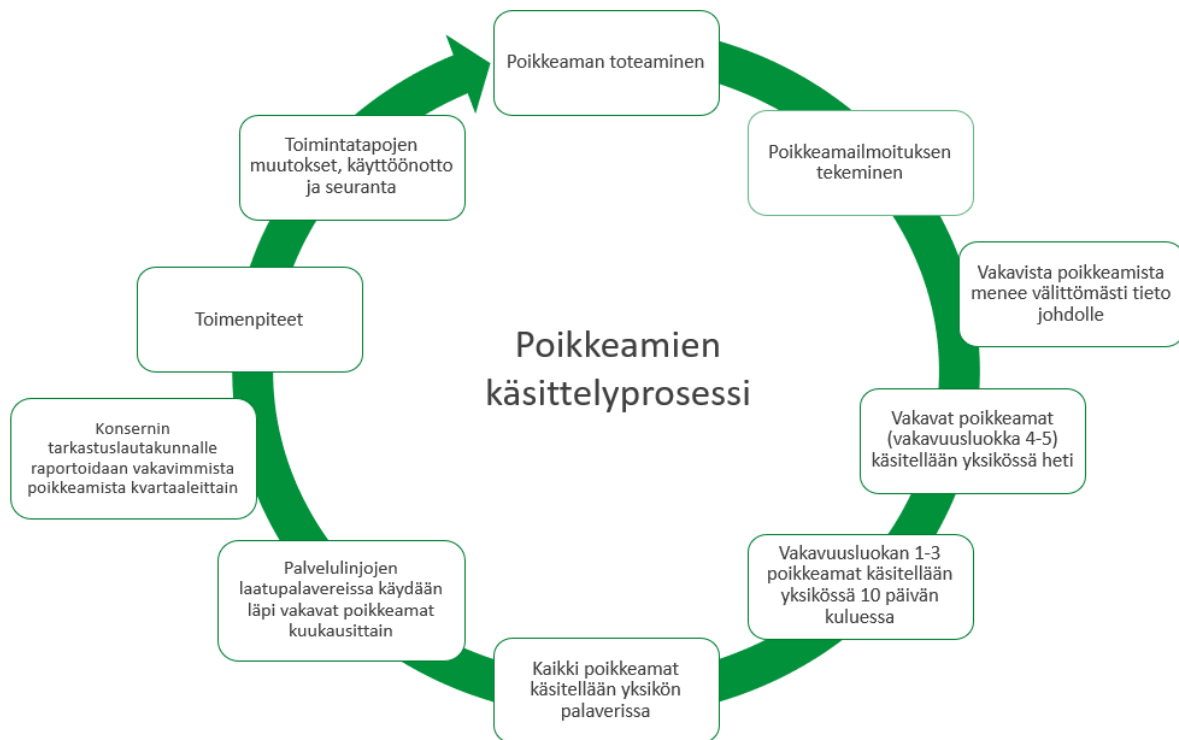 Poikkeaman toteaminen
Poikkeamailmoituksen
tekeminen
Vakavista poikkeamista
menee välittömästi tieto
johdolle
Vakavat poikkeamat
(vakavuusluokka 4-5)
käsitellään yksikössä heti
Vakavuusluokan 1-3
poikkeamat käsitellään
yksikössä 10 päivän
kuluessa
Kaikki poikkeamat
käsitellään yksikön
palaverissa
Palvelulinjojen
laatupalavereissa käydään
läpi vakavat poikkeamat
kuukausittain
Konsernin
tarkastuslautakunnalle
raportoidaan vakavimmista
poikkeamista kvartaaleittain
Toimenpiteet
Toimintatapojen
muutokset, käyttöönotto
ja seuranta
Poikkeamien
käsittelyprosessi